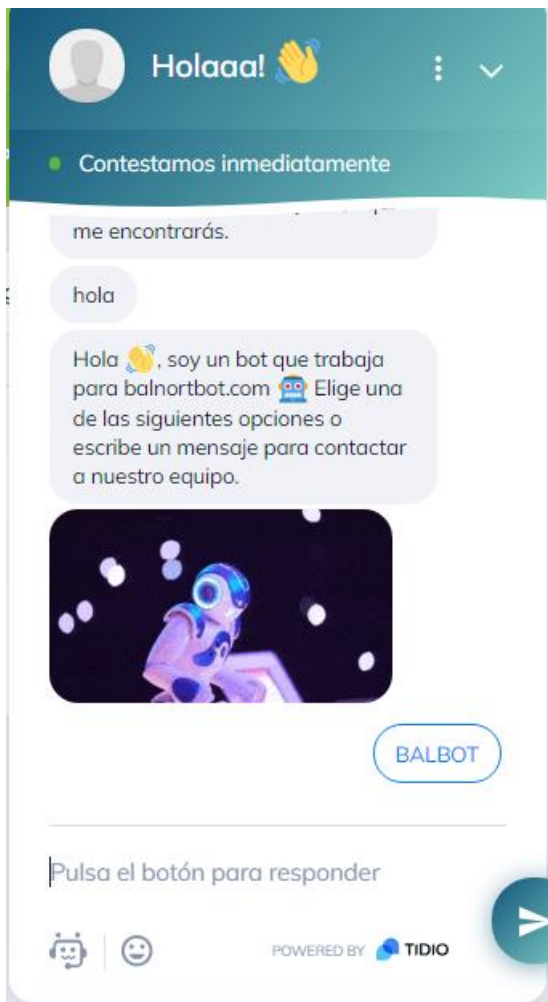 Holaaa! 👋
Contestamos inmediatamente
me encontrarás.
hola
Hola 👋, soy un bot que trabaja
para balnortbot.com 🤖 Elige una
de las siguientes opciones o
escribe un mensaje para contactar
a nuestro equipo.
BALBOT
Pulsa el botón para responder
POWERED BY TIDIO